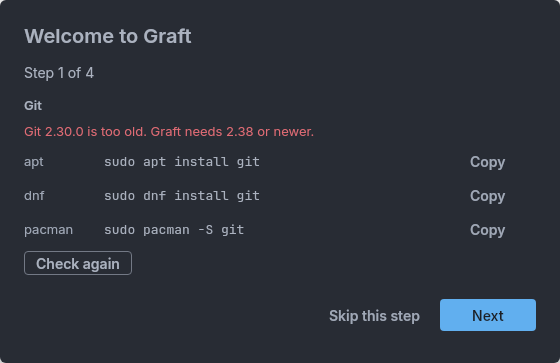 Welcome to Graft
Step 1 of 4
Git
Git 2.30.0 is too old. Graft needs 2.38 or newer.
apt sudo apt install git Copy
dnf sudo dnf install git Copy
pacman sudo pacman -S git Copy
Check again
Skip this step Next